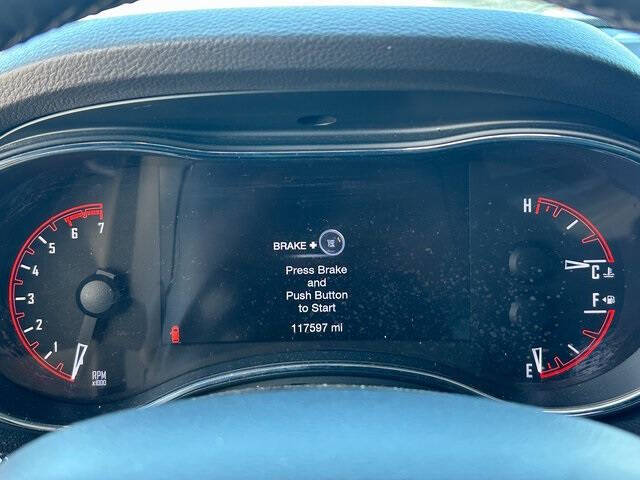 BRAKE +
Press Brake
and
Push Button
to Start
117597 mi
7
6
5
4
3
2
1
RPM
x1000
H
C
F
E